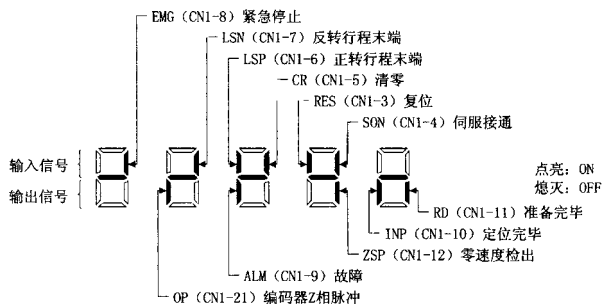 EMG（CN1-8）紧急停止
LSN（CN1-7）反转行程末端
LSP（CN1-6）正转行程末端
CR（CN1-5）清零
RES（CN1-3）复位
SON（CN1-4）伺服接通
输入信号
输出信号
点亮：ON
熄灭：OFF
RD（CN1-11）准备完毕
INP（CN1-10）定位完毕
ZSP（CN1-12）零速度检出
ALM（CN1-9）故障
OP（CN1-21）编码器Z相脉冲